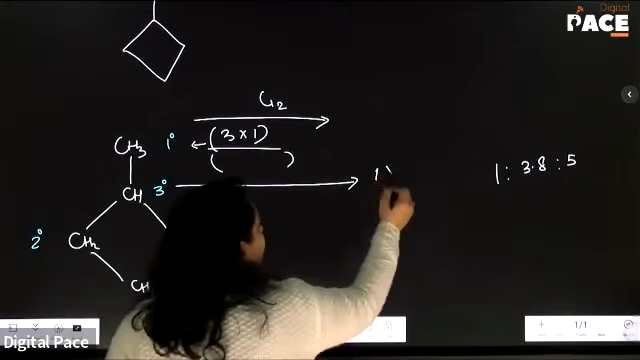 Digital
PACE
Cl2
CH3 1° (3 × 1)
( )
CH 3°
1 : 3.8 : 5
2° CH2
CH
1/1
Digital Pace